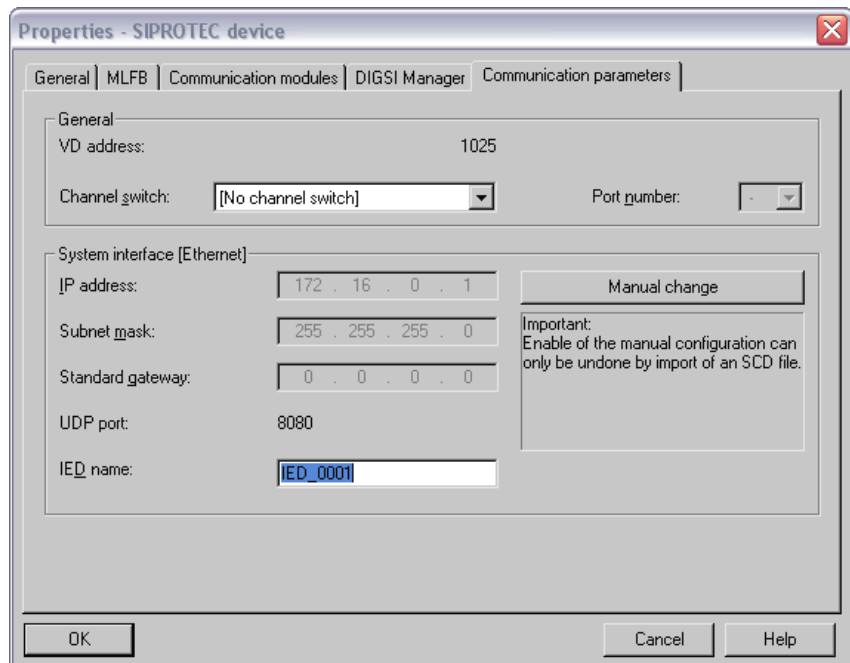 Properties - SIPROTEC device
General MLFB Communication modules DIGSI Manager Communication parameters
General
VD address: 1025
Channel switch: [No channel switch] Port number: -
System interface [Ethernet]
IP address: 172 . 16 . 0 . 1 Manual change
Important:
Enable of the manual configuration can
only be undone by import of an SCD file.
Subnet mask: 255 . 255 . 255 . 0
Standard gateway: 0 . 0 . 0 . 0
UDP port: 8080
IED name: IED_0001
OK Cancel Help